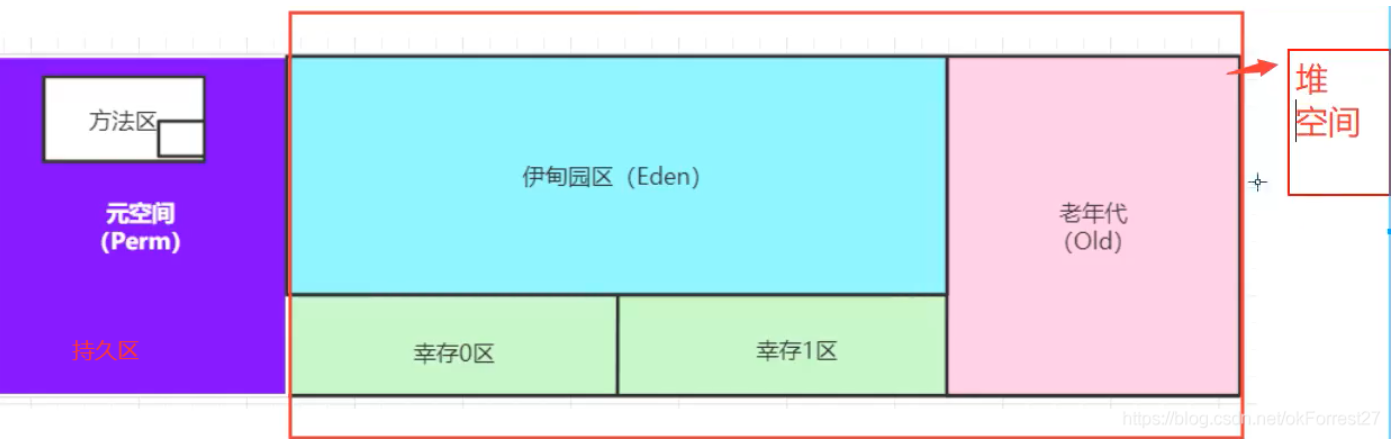 方法区
元空间
（Perm）
持久区
伊甸园区（Eden）
幸存0区
幸存1区
老年代
（Old）
堆
空间
https://blog.csdn.net/okForrest27